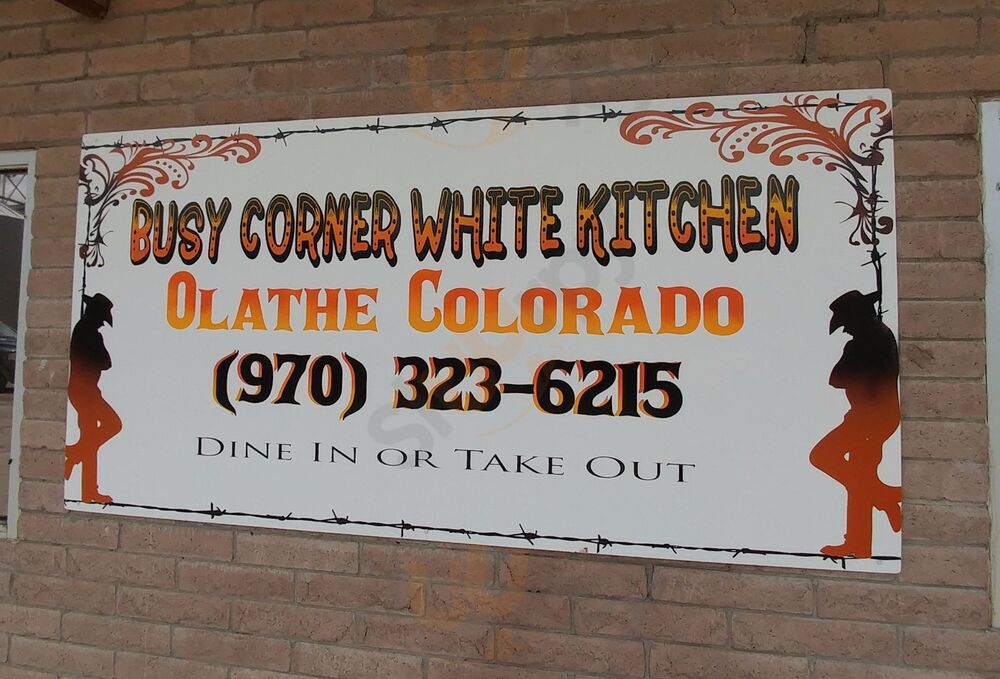 BUSY CORNER WHITE KITCHEN
OLATHE COLORADO
(970) 323-6215
DINE IN OR TAKE OUT